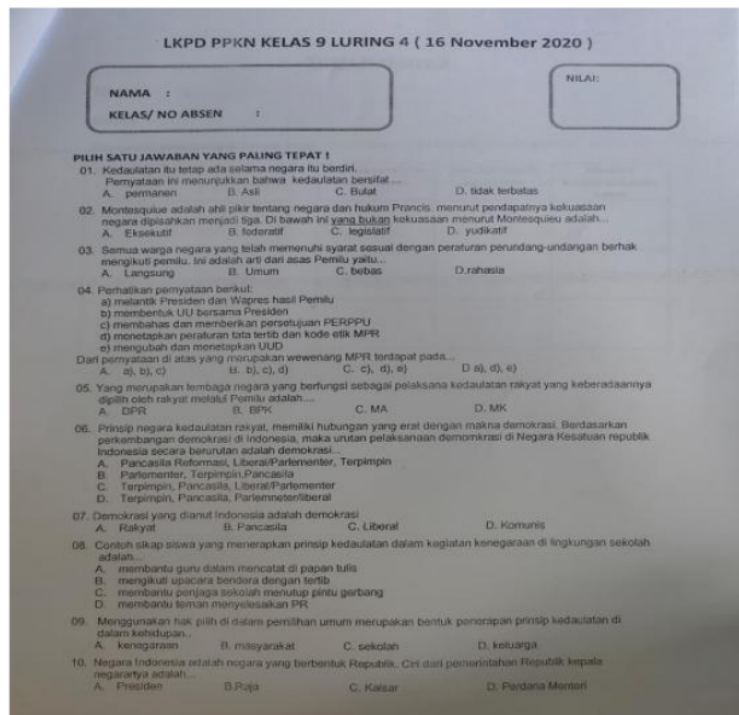 LKPD PPKN KELAS 9 LURING 4 ( 16 November 2020 )
NAMA :
KELAS/ NO ABSEN :
NILAI:
PILIH SATU JAWABAN YANG PALING TEPAT !
01. Kedaulatan itu tetap ada selama negara itu berdiri.
Pernyataan ini menunjukkan bahwa kedaulatan bersifat ...
A. permanen B. Asli C. Bulat D. tidak terbatas
02. Montesquiue adalah ahli pikir tentang negara dan hukum Prancis. menurut pendapatnya kekuasaan
negara dipisahkan menjadi tiga. Di bawah ini yang bukan kekuasaan menurut Montesquieu adalah...
A. Eksekutif B. federatif C. legislatif D. yudikatif
03. Semua warga negara yang telah memenuhi syarat sesuai dengan peraturan perundang-undangan berhak
mengikuti pemilu. Ini adalah arti dari asas Pemilu yaitu...
A. Langsung B. Umum C. bebas D.rahasia
04. Perhatikan pernyataan berikut:
a) melantik Presiden dan Wapres hasil Pemilu
b) membentuk UU bersama Presiden
c) membahas dan memberikan persetujuan PERPPU
d) menetapkan peraturan tata tertib dan kode etik MPR
e) mengubah dan menetapkan UUD
Dari pernyataan di atas yang merupakan wewenang MPR terdapat pada...
A. a), b), c) B. b), c), d) C. c), d), e) D a), d), e)
05. Yang merupakan lembaga negara yang berfungsi sebagai pelaksana kedaulatan rakyat yang keberadaannya
dipilih oleh rakyat melalui Pemilu adalah....
A. DPR B. BPK C. MA D. MK
06. Prinsip negara kedaulatan rakyat, memiliki hubungan yang erat dengan makna demokrasi. Berdasarkan
perkembangan demokrasi di Indonesia, maka urutan pelaksanaan demomkrasi di Negara Kesatuan republik
Indonesia secara berurutan adalah demokrasi...
A. Pancasila Reformasi, Liberal/Parlementer, Terpimpin
B. Parlementer, Terpimpin,Pancasila
C. Terpimpin, Pancasila, Liberal/Parlementer
D. Terpimpin, Pancasila, Parlemneter/liberal
07. Demokrasi yang dianut Indonesia adalah demokrasi
A. Rakyat B. Pancasila C. Liberal D. Komunis
08. Contoh sikap siswa yang menerapkan prinsip kedaulatan dalam kegiatan kenegaraan di lingkungan sekolah
adalah...
A. membantu guru dalam mencatat di papan tulis
B. mengikuti upacara bendera dengan tertib
C. membantu penjaga sekolah menutup pintu gerbang
D. membantu teman menyelesaikan PR
09. Menggunakan hak pilih di dalam pemilihan umum merupakan bentuk penerapan prinsip kedaulatan di
dalam kehidupan..
A. kenegaraan B. masyarakat C. sekolah D. keluarga
10. Negara Indonesia adalah negara yang berbentuk Republik. Ciri dari pemerintahan Republik kepala
negaranya adalah...
A. Presiden B.Raja C. Kaisar D. Perdana Menteri